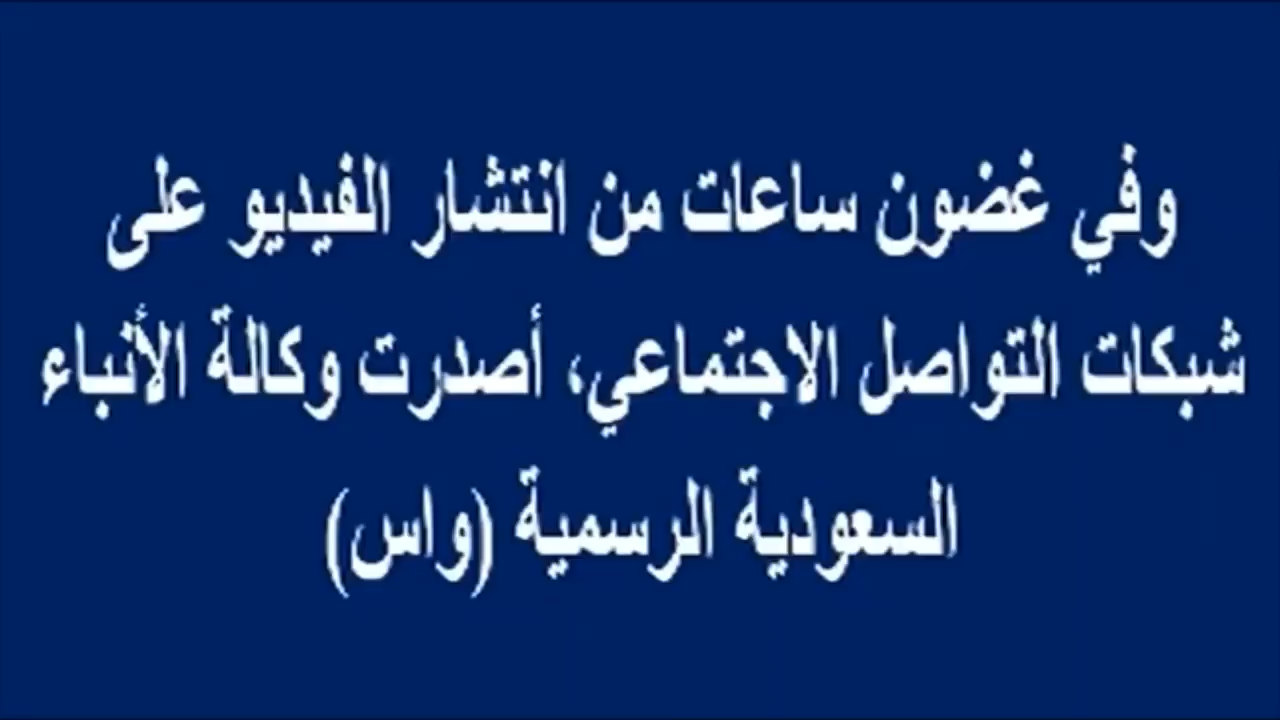 وفي غضون ساعات من انتشار الفيديو على
شبكات التواصل الاجتماعي، أصدرت وكالة الأنباء
السعودية الرسمية (واس)